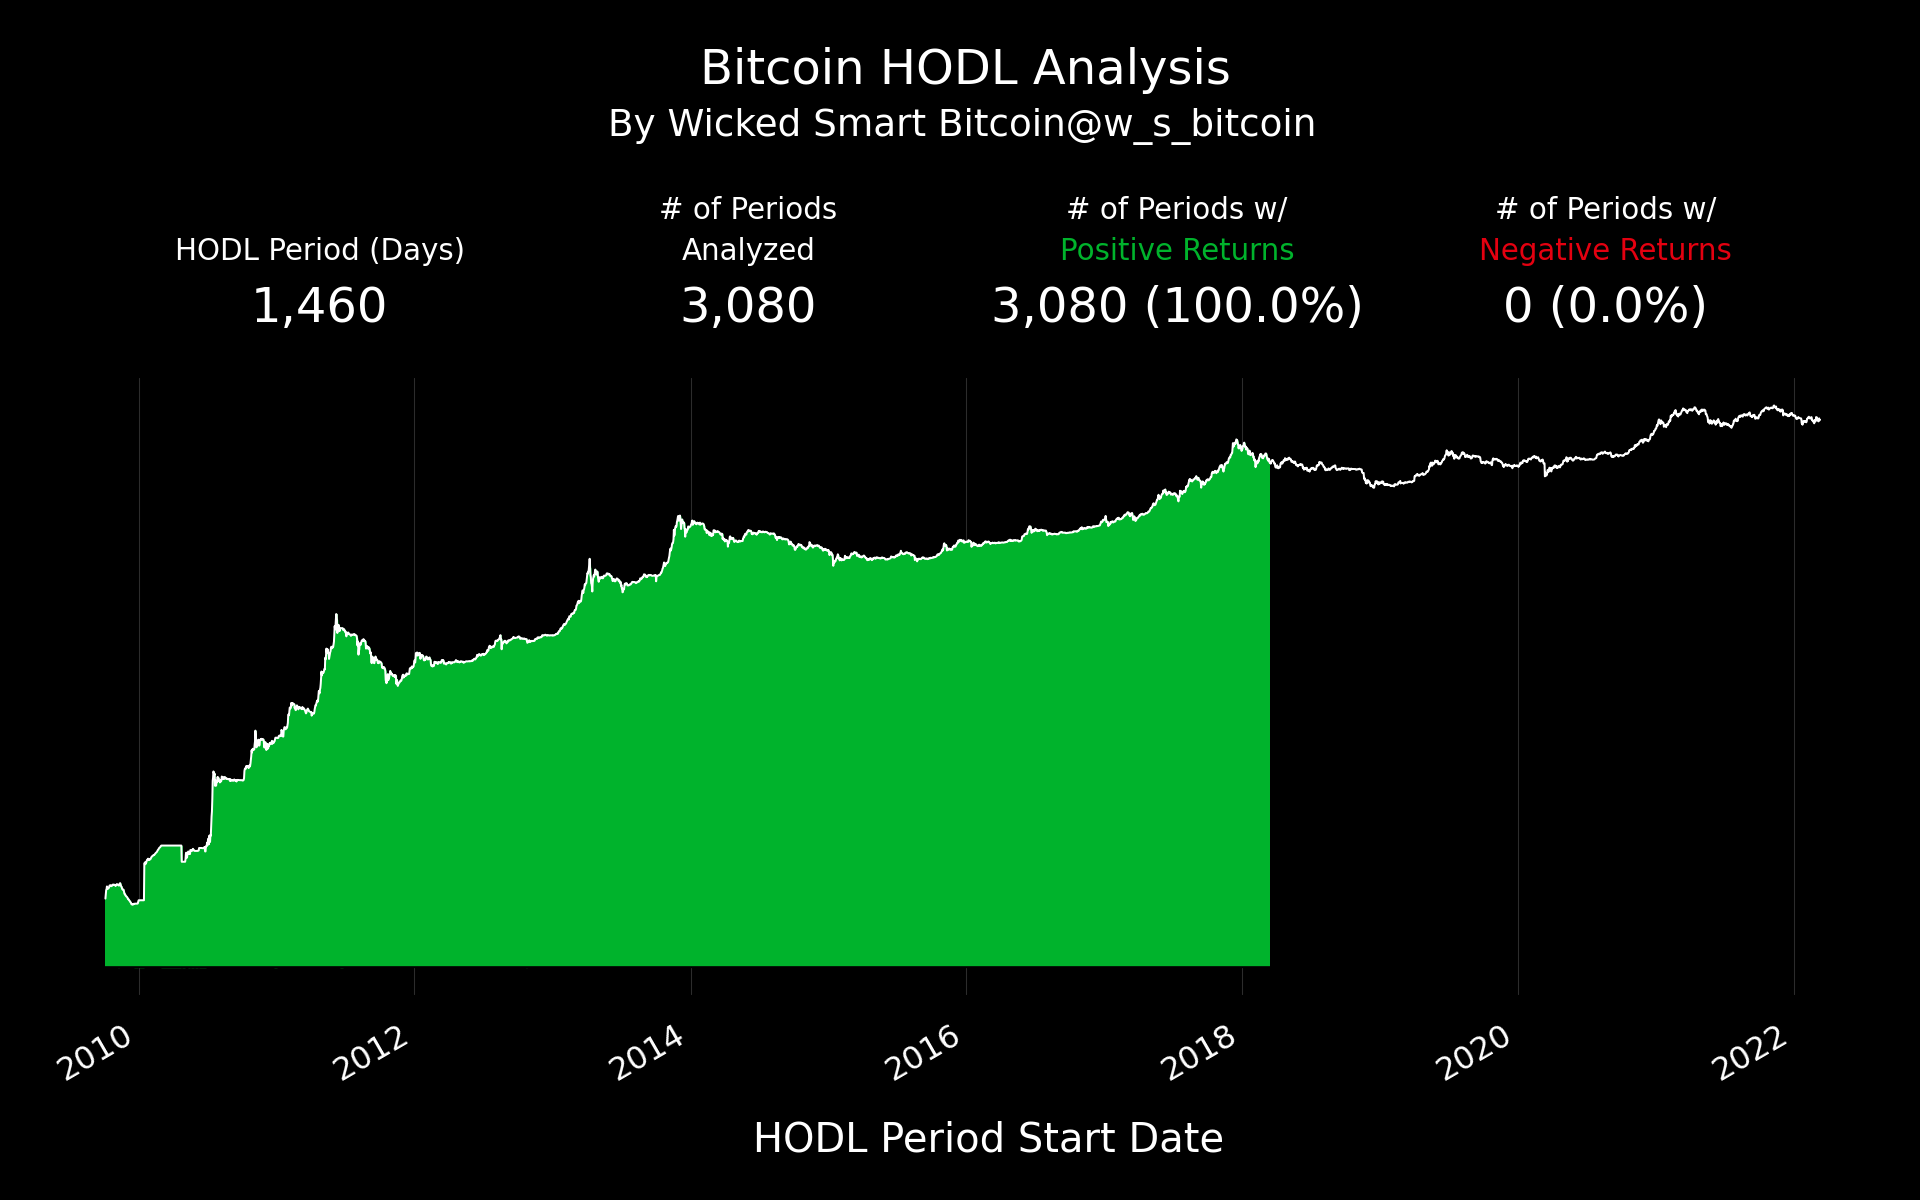 Bitcoin HODL Analysis
By Wicked Smart Bitcoin@w_s_bitcoin
HODL Period (Days)
1,460
# of Periods
Analyzed
3,080
# of Periods w/
Positive Returns
3,080 (100.0%)
# of Periods w/
Negative Returns
0 (0.0%)
2010
2012
2014
2016
2018
2020
2022
HODL Period Start Date